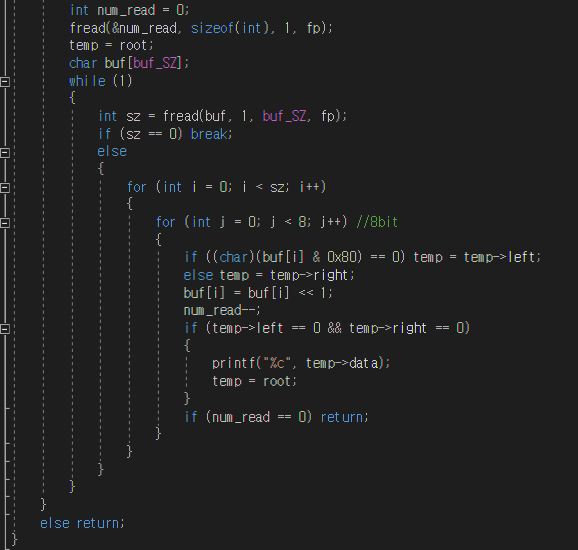 int num_read = 0;
fread(&num_read, sizeof(int), 1, fp);
temp = root;
char buf[buf_SZ];
while (1)
{
int sz = fread(buf, 1, buf_SZ, fp);
if (sz == 0) break;
else
{
for (int i = 0; i < sz; i++)
{
for (int j = 0; j < 8; j++) //8bit
{
if ((char)(buf[i] & 0x80) == 0) temp = temp->left;
else temp = temp->right;
buf[i] = buf[i] << 1;
num_read--;
if (temp->left == 0 && temp->right == 0)
{
printf("%c", temp->data);
temp = root;
}
if (num_read == 0) return;
}
}
}
}
}
else return;
}